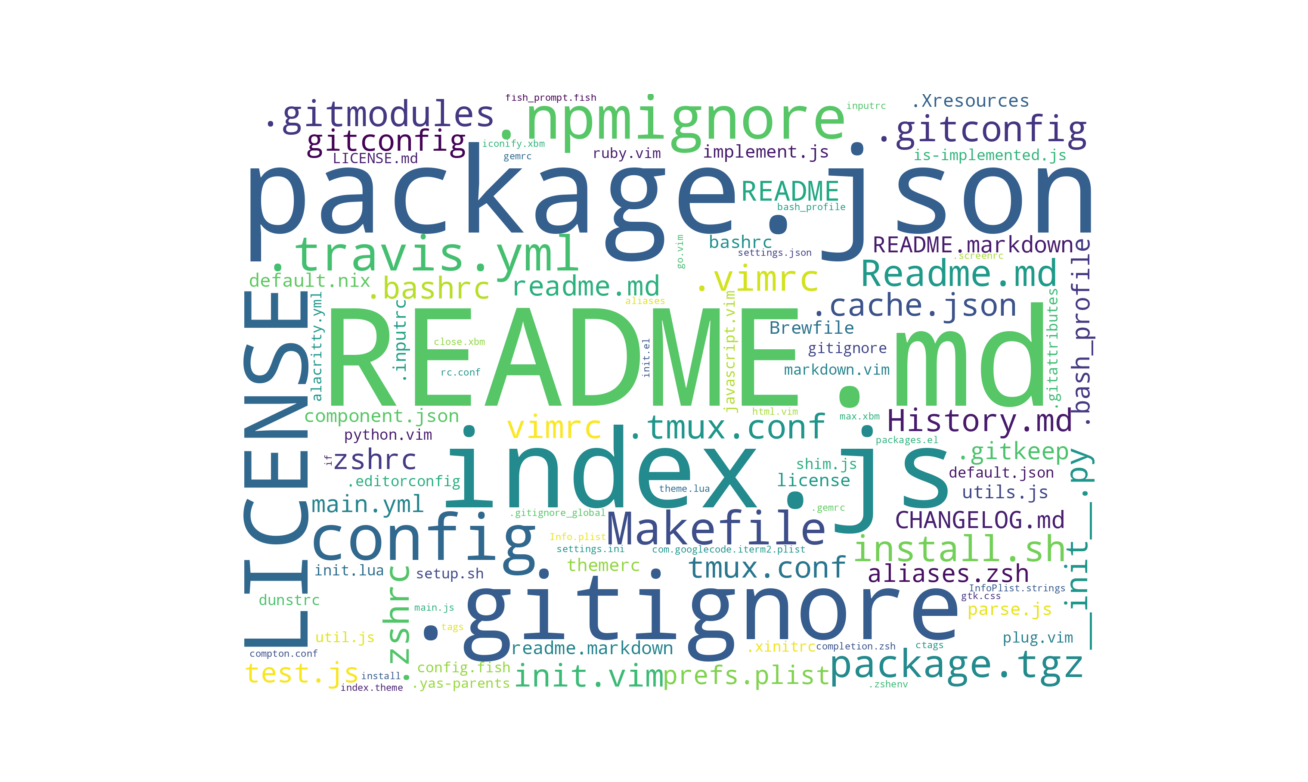 fish_prompt.fish
.gitmodules
.npmignore
inputrc
.Xresources
gitconfig
iconify.xbm
.gitconfig
LICENSE.md
gemrc
ruby.vim
implement.js
is-implemented.js
package.json
README
bash_profile
.travis.yml
go.vim
bashrc
settings.json
README.markdown
e
.screenrc
default.nix
.bashrc
readme.md
.vimrc
Readme.md
.bash_profile
LICENSE
alacritty.yml
.inputrc
aliases
javascript.vim
.cache.json
.gitattributes
README.md
close.xbm
rc.conf
init.el
Brewfile
gitignore
markdown.vim
component.json
html.vim
max.xbm
History.md
python.vim
vimrc
.tmux.conf
packages.el
if
zshrc
index.js
shim.js
.gitkeep
.editorconfig
theme.lua
license
default.json
__init__.py
main.yml
utils.js
.gitignore_global
Makefile
.gemrc
CHANGELOG.md
config
Info.plist
settings.ini
com.googlecode.iterm2.plist
install.sh
init.lua
setup.sh
themerc
tmux.conf
aliases.zsh
.zshrc
.gitignore
InfoPlist.strings
gtk.css
dunstrc
main.js
parse.js
util.js
tags
plug.vim
compton.conf
readme.markdown
.xinitrc
completion.zsh
ctags
test.js
install
config.fish
init.vim
prefs.plist
package.tgz
index.theme
.yas-parents
.zshenv